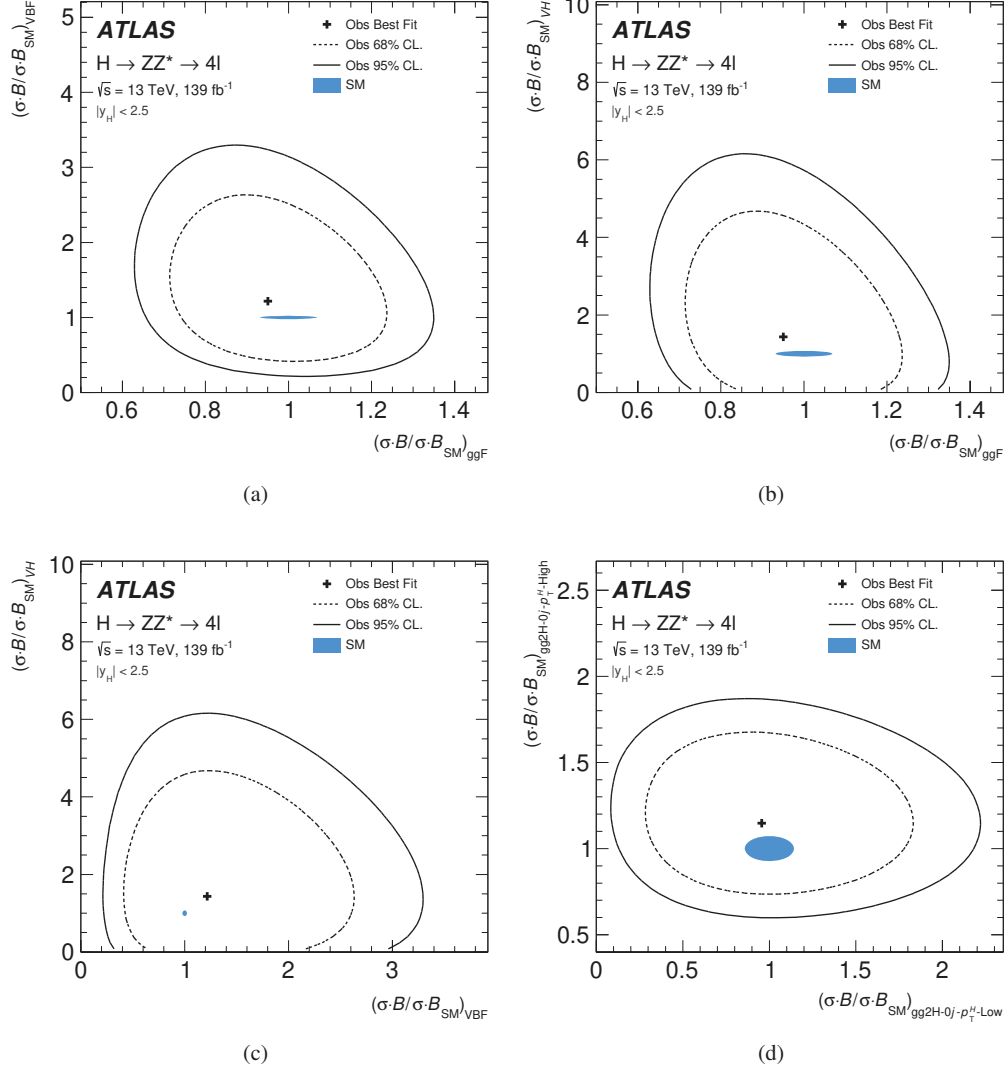 (σ·B/σ·B_SM)_VBF
ATLAS
H → ZZ* → 4l
√s = 13 TeV, 139 fb⁻¹
|y_H| < 2.5
Obs Best Fit
Obs 68% CL.
Obs 95% CL.
SM
5
4
3
2
1
0
0.6 0.8 1 1.2 1.4
(σ·B/σ·B_SM)_ggF
(a)
(σ·B/σ·B_SM)_VH
ATLAS
H → ZZ* → 4l
√s = 13 TeV, 139 fb⁻¹
|y_H| < 2.5
Obs Best Fit
Obs 68% CL.
Obs 95% CL.
SM
10
8
6
4
2
0
0.6 0.8 1 1.2 1.4
(σ·B/σ·B_SM)_ggF
(b)
(σ·B/σ·B_SM)_VH
ATLAS
H → ZZ* → 4l
√s = 13 TeV, 139 fb⁻¹
|y_H| < 2.5
Obs Best Fit
Obs 68% CL.
Obs 95% CL.
SM
10
8
6
4
2
0
0 1 2 3
(σ·B/σ·B_SM)_VBF
(c)
(σ·B/σ·B_SM)_gg2H-0j-p_T^H-High
ATLAS
H → ZZ* → 4l
√s = 13 TeV, 139 fb⁻¹
|y_H| < 2.5
Obs Best Fit
Obs 68% CL.
Obs 95% CL.
SM
2.5
2
1.5
1
0.5
0 0.5 1 1.5 2
(σ·B/σ·B_SM)_gg2H-0j-p_T^H-Low
(d)